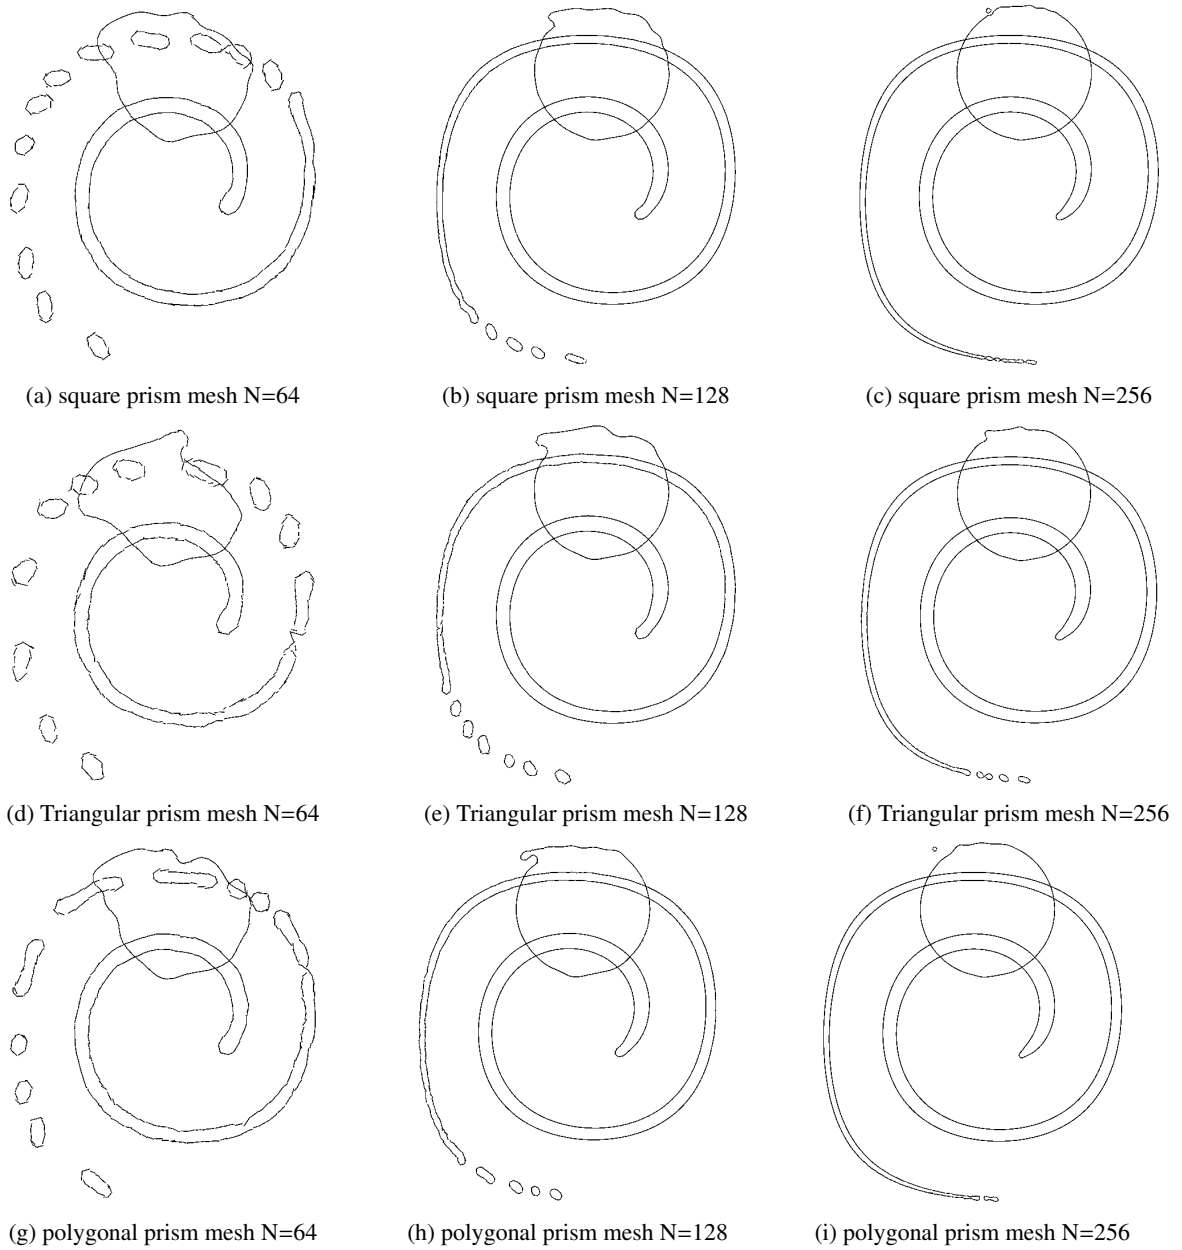 (a) square prism mesh N=64
(b) square prism mesh N=128
(c) square prism mesh N=256
(d) Triangular prism mesh N=64
(e) Triangular prism mesh N=128
(f) Triangular prism mesh N=256
(g) polygonal prism mesh N=64
(h) polygonal prism mesh N=128
(i) polygonal prism mesh N=256